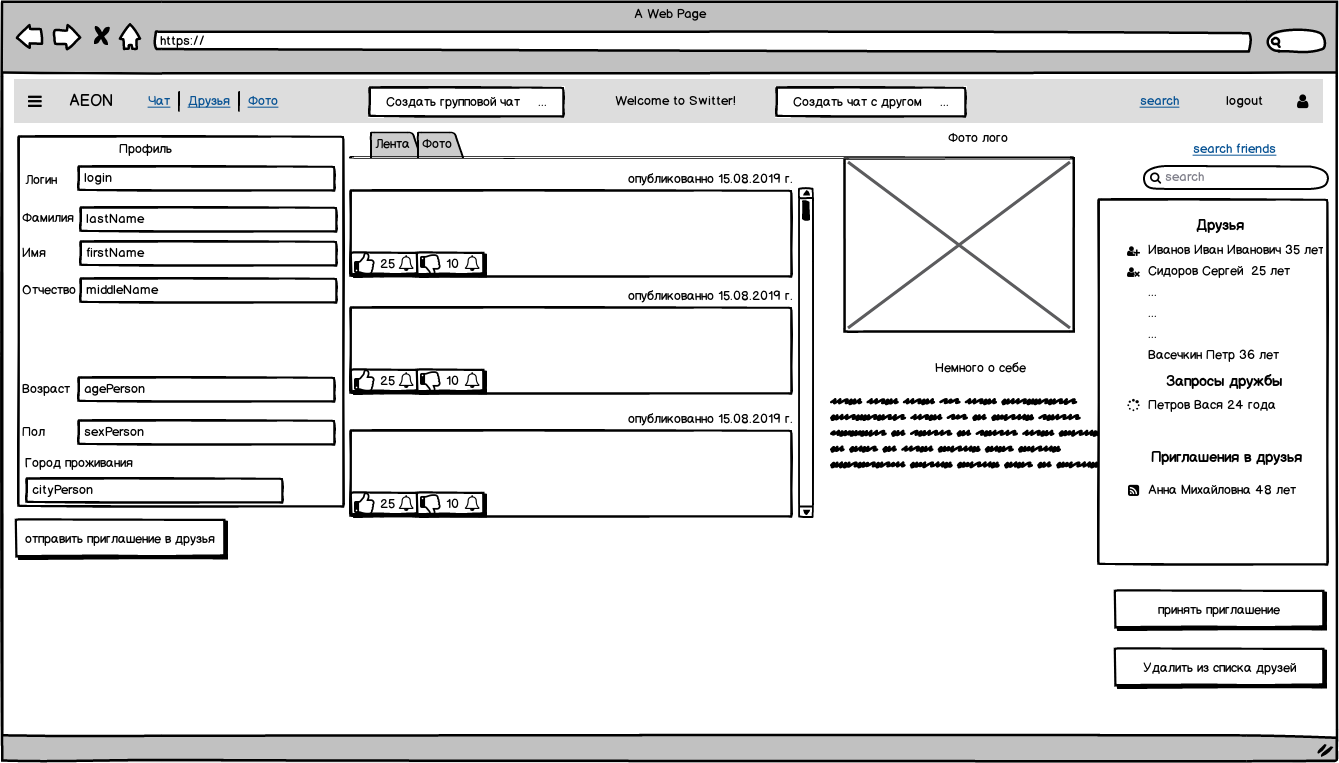 A Web Page
https://
AEON Чат Друзья Фото Создать групповой чат ... Welcome to Switter! Создать чат с другом ... search logout
Профиль
Логин login
Фамилия lastName
Имя firstName
Отчество middleName
Возраст agePerson
Пол sexPerson
Город проживания
cityPerson
отправить приглашение в друзья
Лента Фото
опубликованно 15.08.2019 г.
25 10
опубликованно 15.08.2019 г.
25 10
опубликованно 15.08.2019 г.
25 10
Фото лого
Немного о себе
search friends
search
Друзья
Иванов Иван Иванович 35 лет
Сидоров Сергей 25 лет
...
...
...
Васечкин Петр 36 лет
Запросы дружбы
Петров Вася 24 года
Приглашения в друзья
Анна Михайловна 48 лет
принять приглашение
Удалить из списка друзей